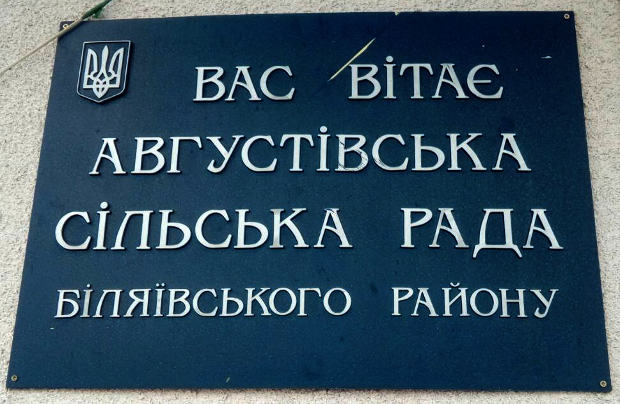 ВАС ВІТАЄ
АВГУСТІВСЬКА
СІЛЬСЬКА РАДА
БІЛЯЇВСЬКОГО РАЙОНУ